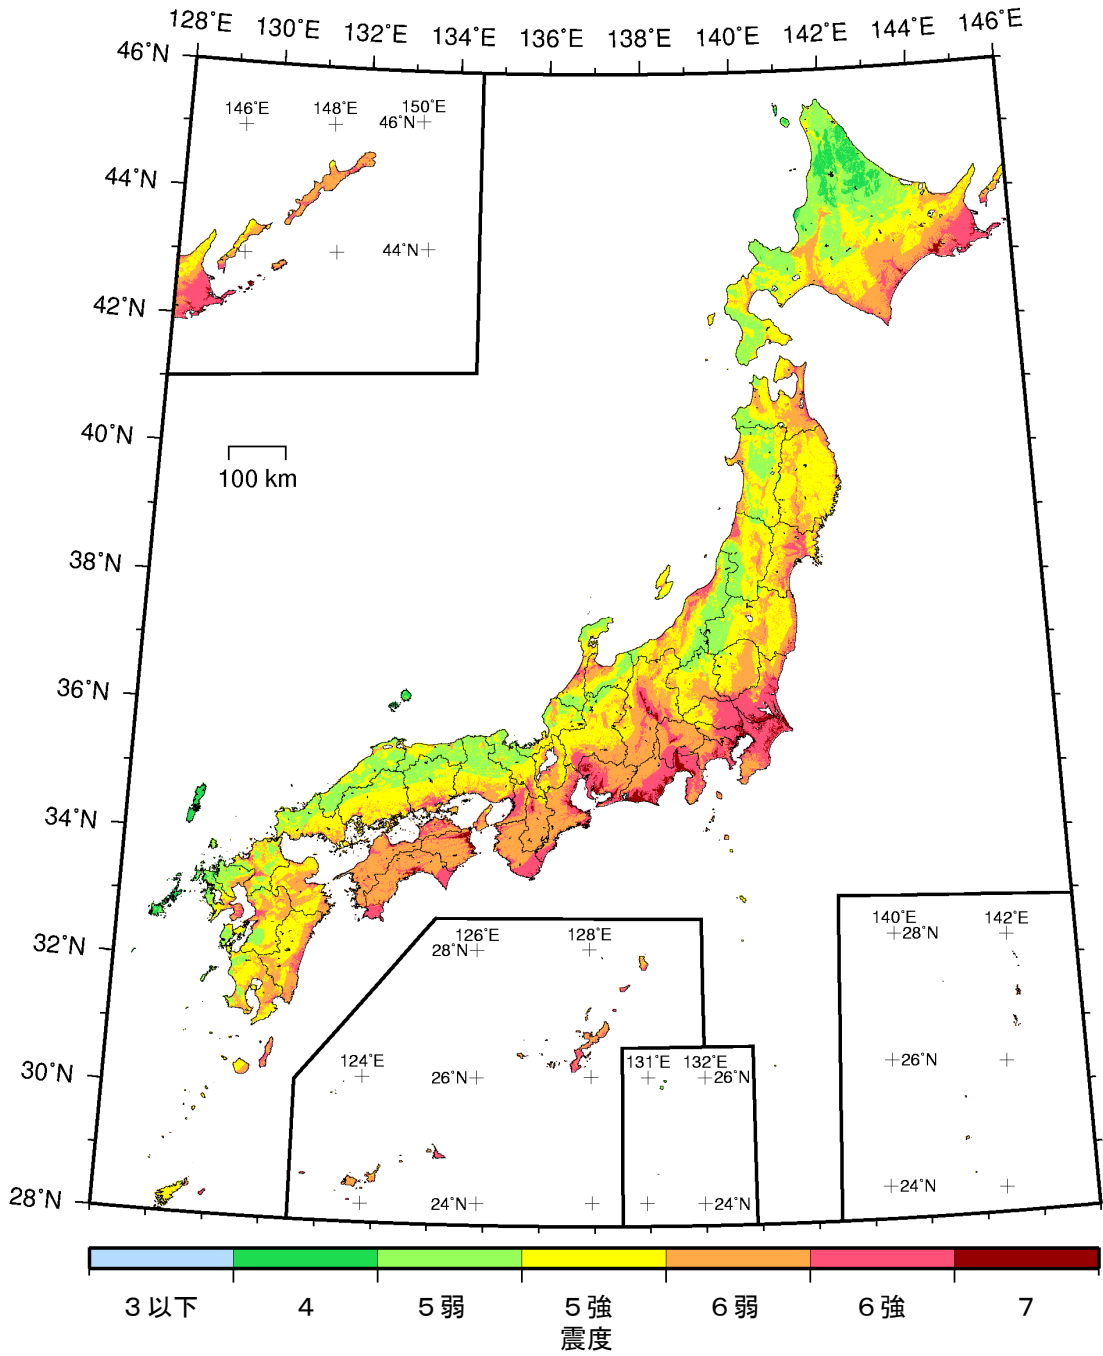 128°E 130°E 132°E 134°E 136°E 138°E 140°E 142°E 144°E 146°E
46°N
146°E 148°E 150°E
46°N
44°N
44°N
42°N
40°N
100 km
38°N
36°N
34°N
32°N
126°E 128°E
28°N
140°E 142°E
28°N
30°N
124°E
26°N
131°E 132°E
26°N
26°N
28°N
24°N
24°N
24°N
3以下 4 5弱 5強 6弱 6強 7
震度